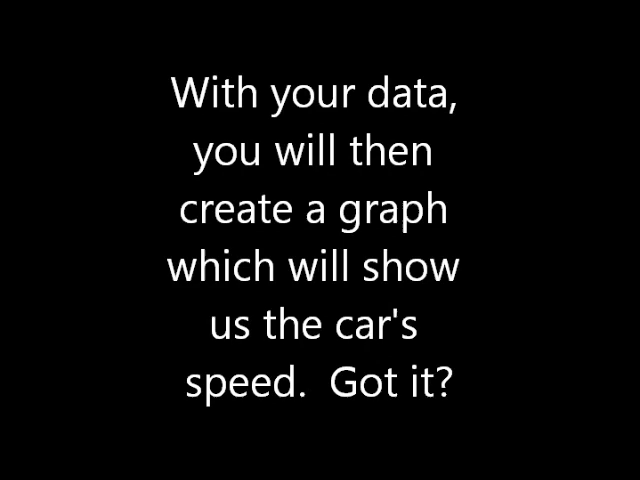 With your data,
you will then
create a graph
which will show
us the car's
speed.  Got it?